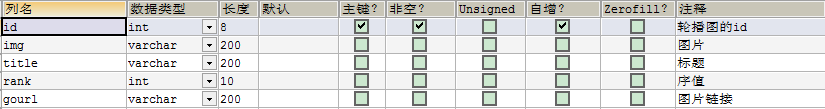 列名 数据类型 长度 默认 主键? 非空? Unsigned 自增? Zerofill? 注释
id int 8 轮播图的id
img varchar 200 图片
title varchar 200 标题
rank int 10 序值
gourl varchar 200 图片链接